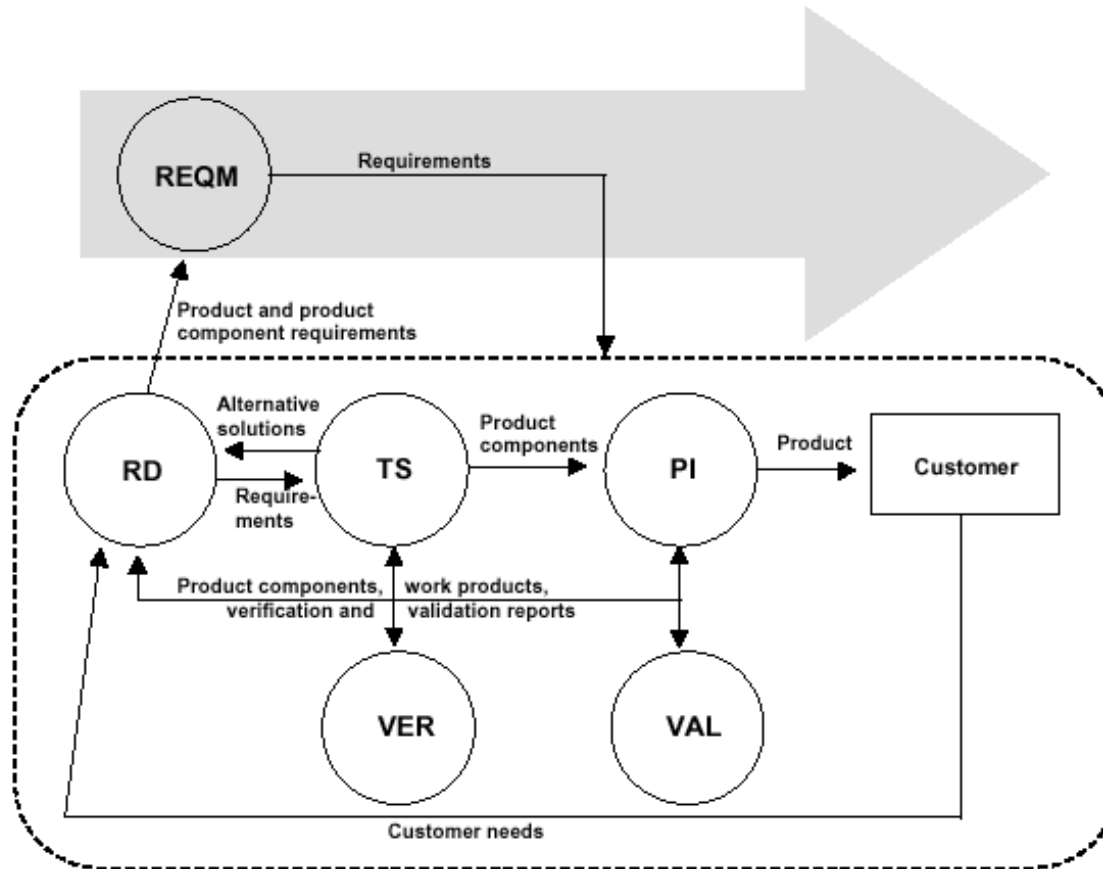 REQM
Requirements
Product and product
component requirements
Alternative
solutions
Product
components
Product
RD
TS
PI
Customer
Require-
ments
Product components, work products,
verification and validation reports
VER
VAL
Customer needs